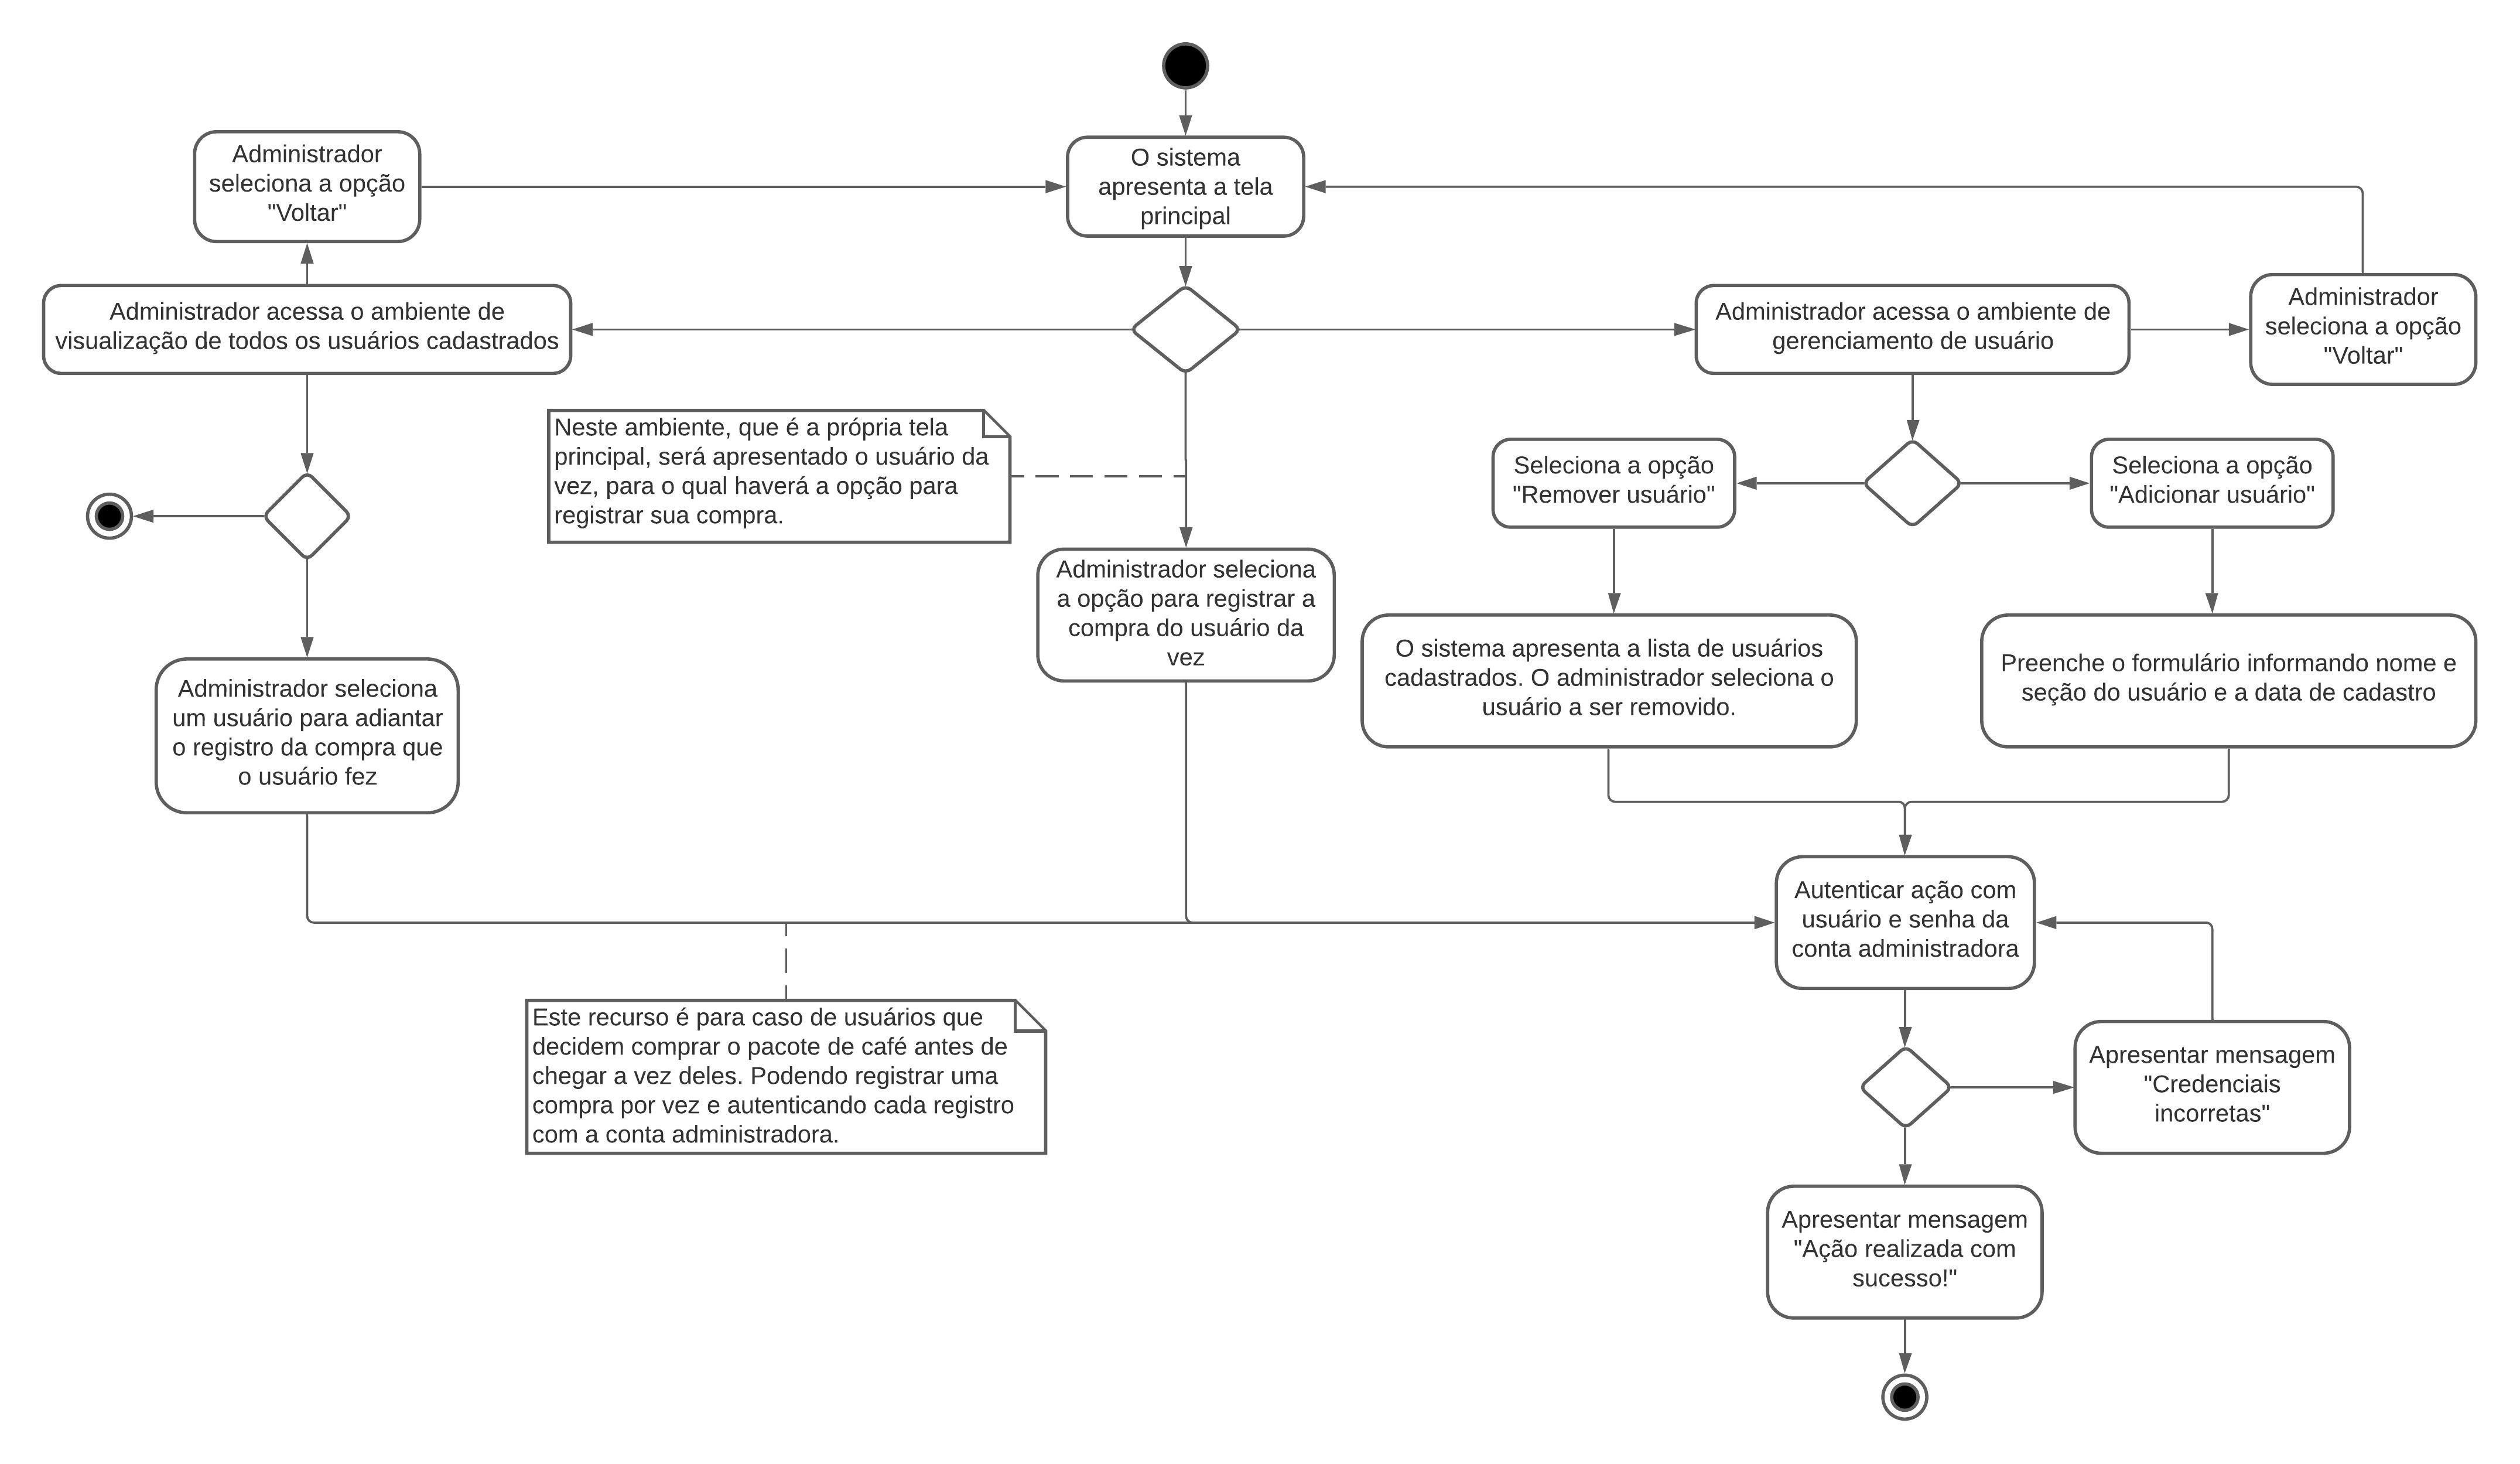 O sistema
apresenta a tela
principal
Administrador
seleciona a opção
"Voltar"
Administrador acessa o ambiente de
visualização de todos os usuários cadastrados
Administrador acessa o ambiente de
gerenciamento de usuário
Administrador
seleciona a opção
"Voltar"
Neste ambiente, que é a própria tela
principal, será apresentado o usuário da
vez, para o qual haverá a opção para
registrar sua compra.
Seleciona a opção
"Remover usuário"
Seleciona a opção
"Adicionar usuário"
Administrador seleciona
a opção para registrar a
compra do usuário da
vez
O sistema apresenta a lista de usuários
cadastrados. O administrador seleciona o
usuário a ser removido.
Preenche o formulário informando nome e
seção do usuário e a data de cadastro
Administrador seleciona
um usuário para adiantar
o registro da compra que
o usuário fez
Autenticar ação com
usuário e senha da
conta administradora
Este recurso é para caso de usuários que
decidem comprar o pacote de café antes de
chegar a vez deles. Podendo registrar uma
compra por vez e autenticando cada registro
com a conta administradora.
Apresentar mensagem
"Credenciais
incorretas"
Apresentar mensagem
"Ação realizada com
sucesso!"